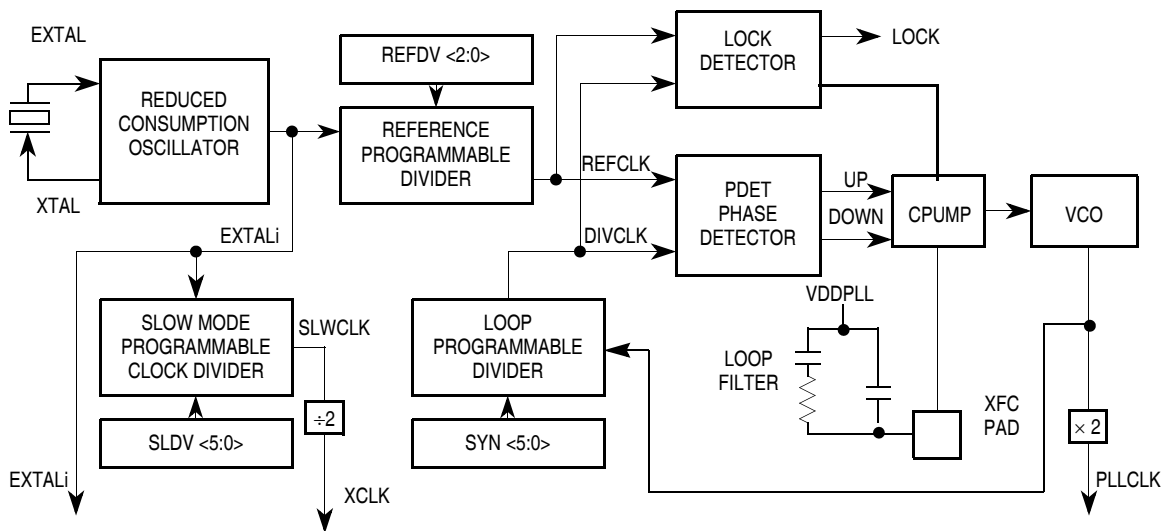 EXTAL
REDUCED
CONSUMPTION
OSCILLATOR
XTAL
REFDV <2:0>
REFERENCE
PROGRAMMABLE
DIVIDER
LOCK
DETECTOR
LOCK
REFCLK
PDET
PHASE
DETECTOR
UP
DOWN
CPUMP
VCO
EXTALi
DIVCLK
SLOW MODE
PROGRAMMABLE
CLOCK DIVIDER
SLWCLK
÷2
SLDV <5:0>
EXTALi
XCLK
LOOP
PROGRAMMABLE
DIVIDER
SYN <5:0>
VDDPLL
LOOP
FILTER
XFC
PAD
× 2
PLLCLK